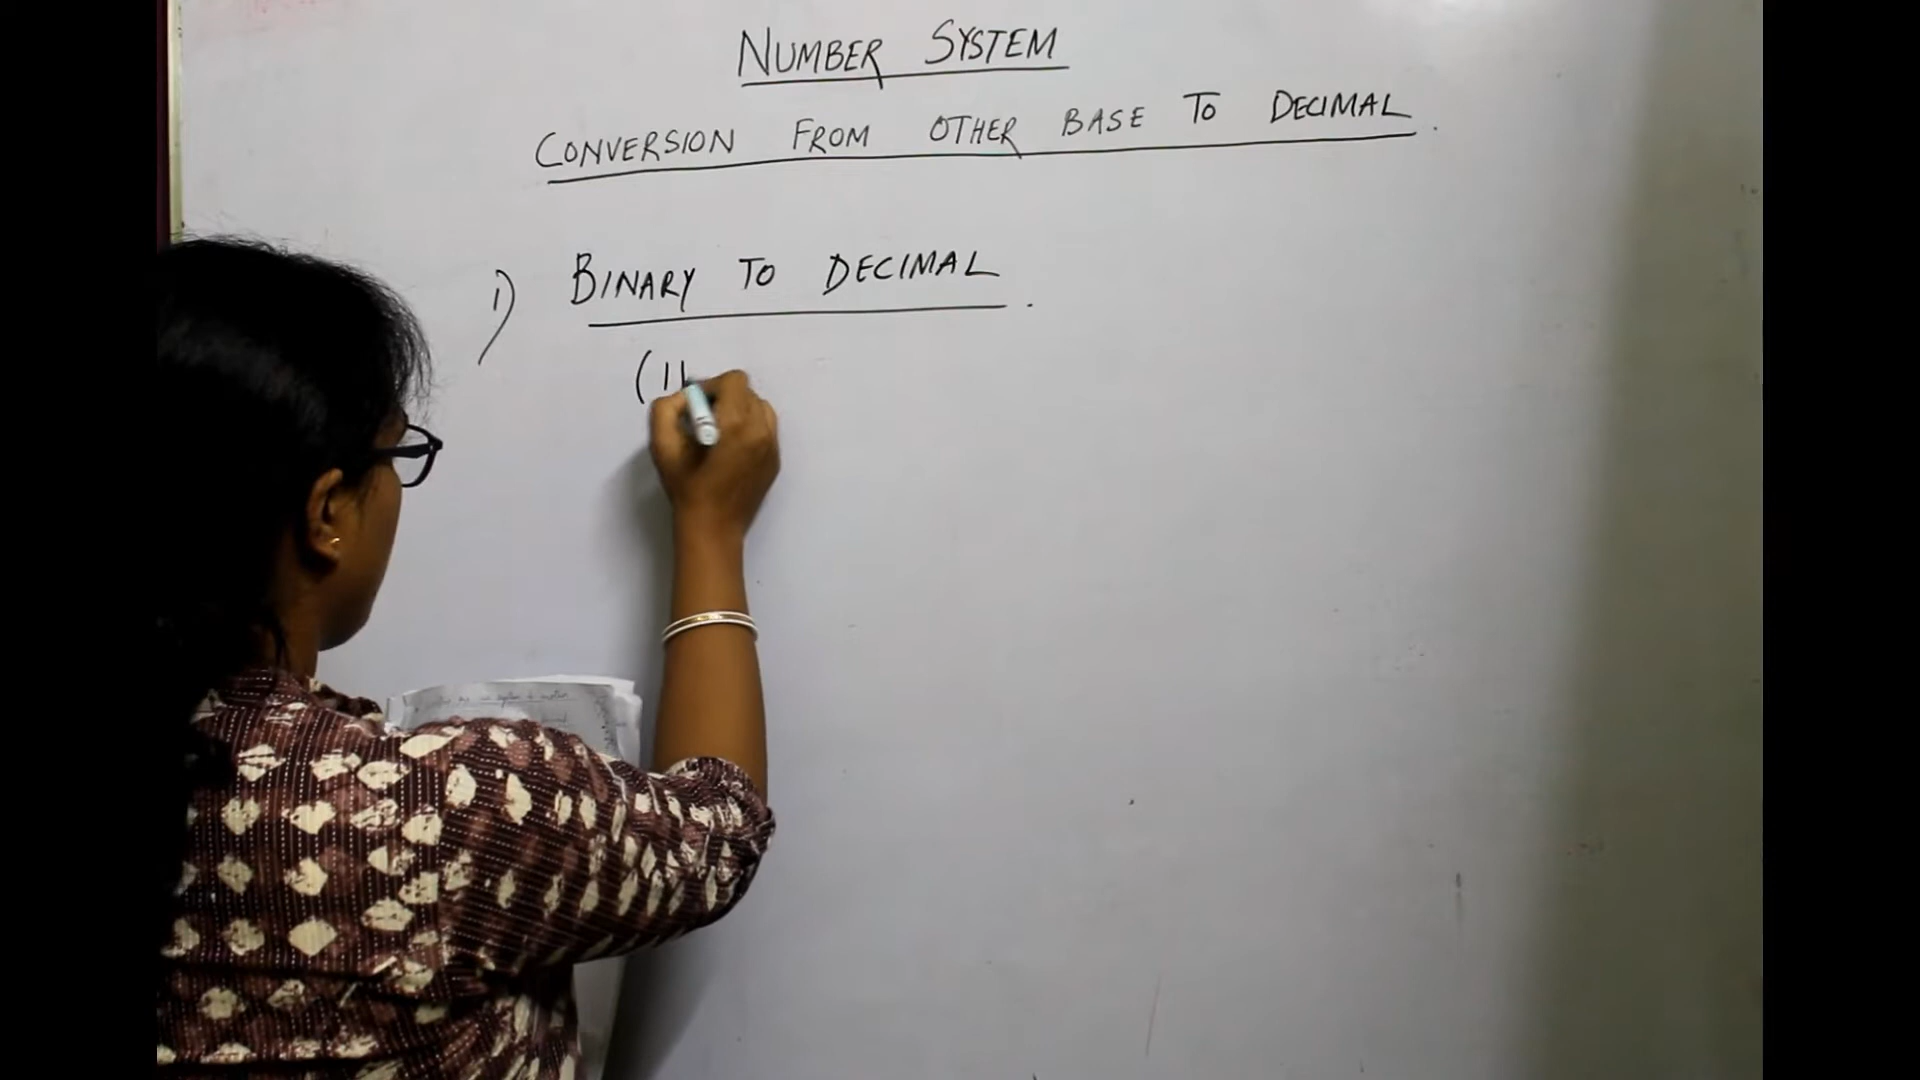 NUMBER SYSTEM
CONVERSION FROM OTHER BASE TO DECIMAL.
i) BINARY TO DECIMAL.
(11